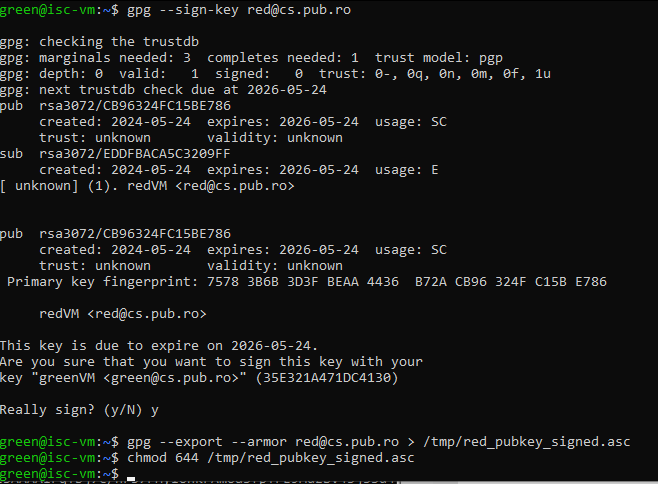 green@isc-vm:~$ gpg --sign-key red@cs.pub.ro
gpg: checking the trustdb
gpg: marginals needed: 3  completes needed: 1  trust model: pgp
gpg: depth: 0  valid:   1  signed:   0  trust: 0-, 0q, 0n, 0m, 0f, 1u
gpg: next trustdb check due at 2026-05-24
pub  rsa3072/CB96324FC15BE786
     created: 2024-05-24  expires: 2026-05-24  usage: SC
     trust: unknown       validity: unknown
sub  rsa3072/EDDFBACA5C3209FF
     created: 2024-05-24  expires: 2026-05-24  usage: E
[ unknown] (1). redVM <red@cs.pub.ro>
pub  rsa3072/CB96324FC15BE786
     created: 2024-05-24  expires: 2026-05-24  usage: SC
     trust: unknown       validity: unknown
 Primary key fingerprint: 7578 3B6B 3D3F BEAA 4436  B72A CB96 324F C15B E786
     redVM <red@cs.pub.ro>
This key is due to expire on 2026-05-24.
Are you sure that you want to sign this key with your
key "greenVM <green@cs.pub.ro>" (35E321A471DC4130)
Really sign? (y/N) y
green@isc-vm:~$ gpg --export --armor red@cs.pub.ro > /tmp/red_pubkey_signed.asc
green@isc-vm:~$ chmod 644 /tmp/red_pubkey_signed.asc
green@isc-vm:~$